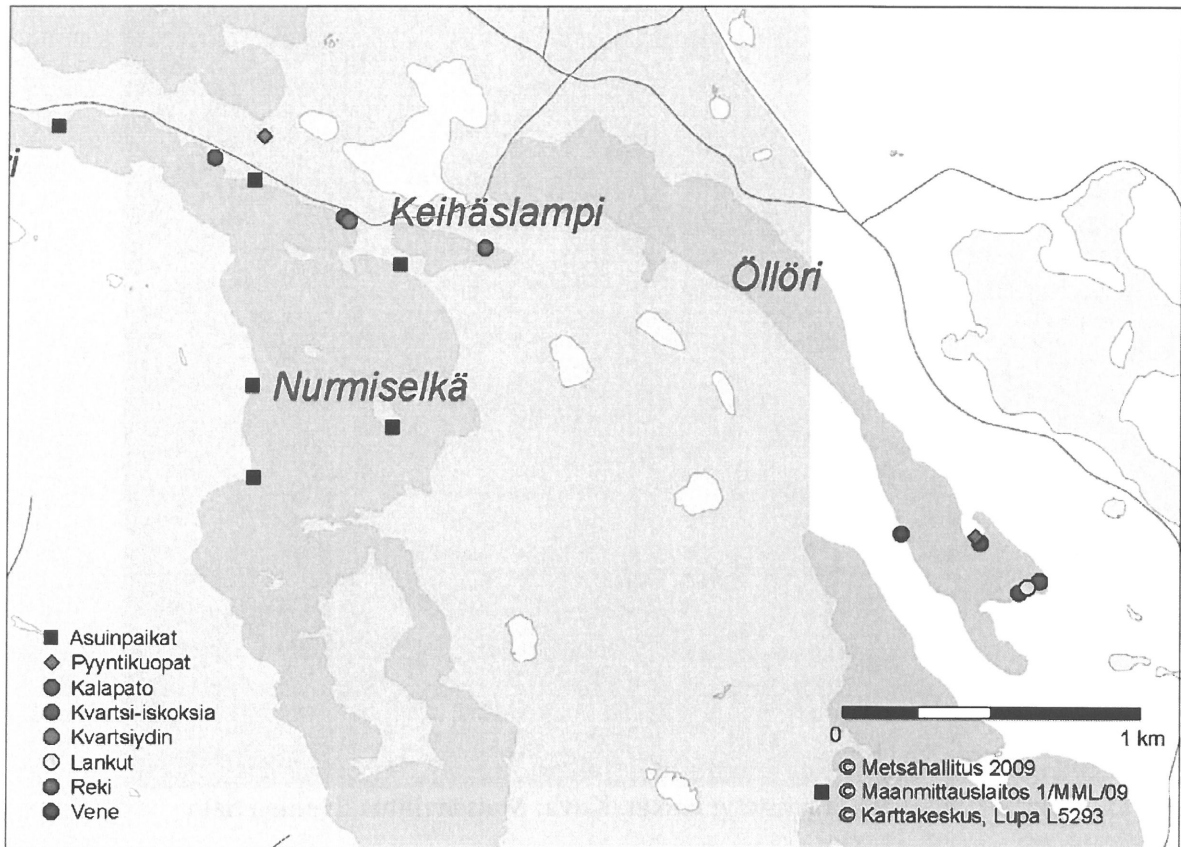 ri
Keihäslampi
Öllöri
Nurmiselkä
Asuinpaikat
Pyyntikuopat
Kalapato
Kvartsi-iskoksia
Kvartsiydin
Lankut
Reki
Vene
0 1 km
© Metsähallitus 2009
© Maanmittauslaitos 1/MML/09
© Karttakeskus, Lupa L5293